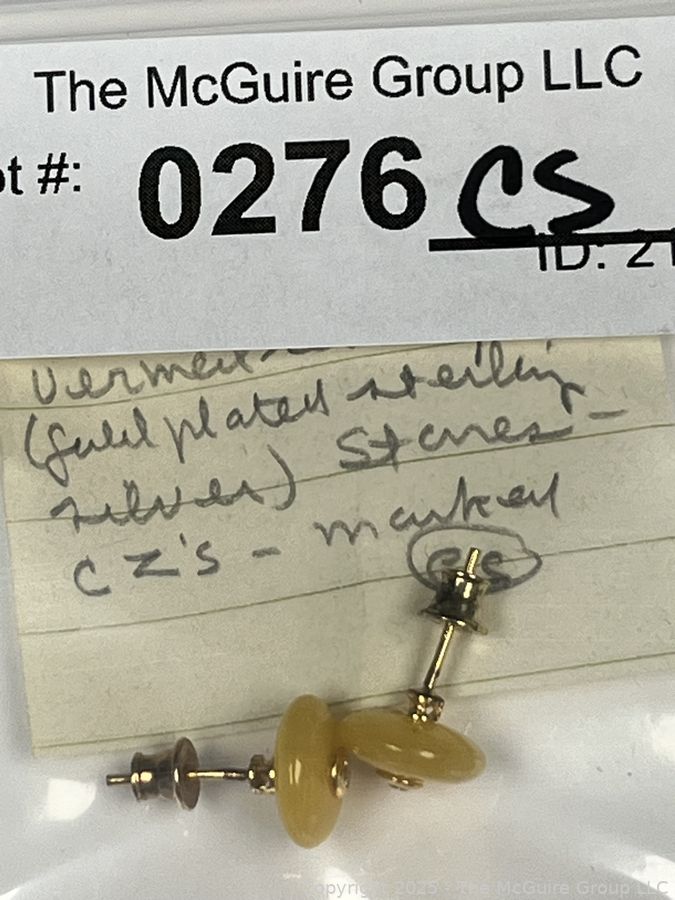 The McGuire Group LLC
ot #: 0276 CS
ID: 21
vermeil
(gold plated sterling
silver) stones -
CZ's - marked
Copyright 2025 - The McGuire Group LLC